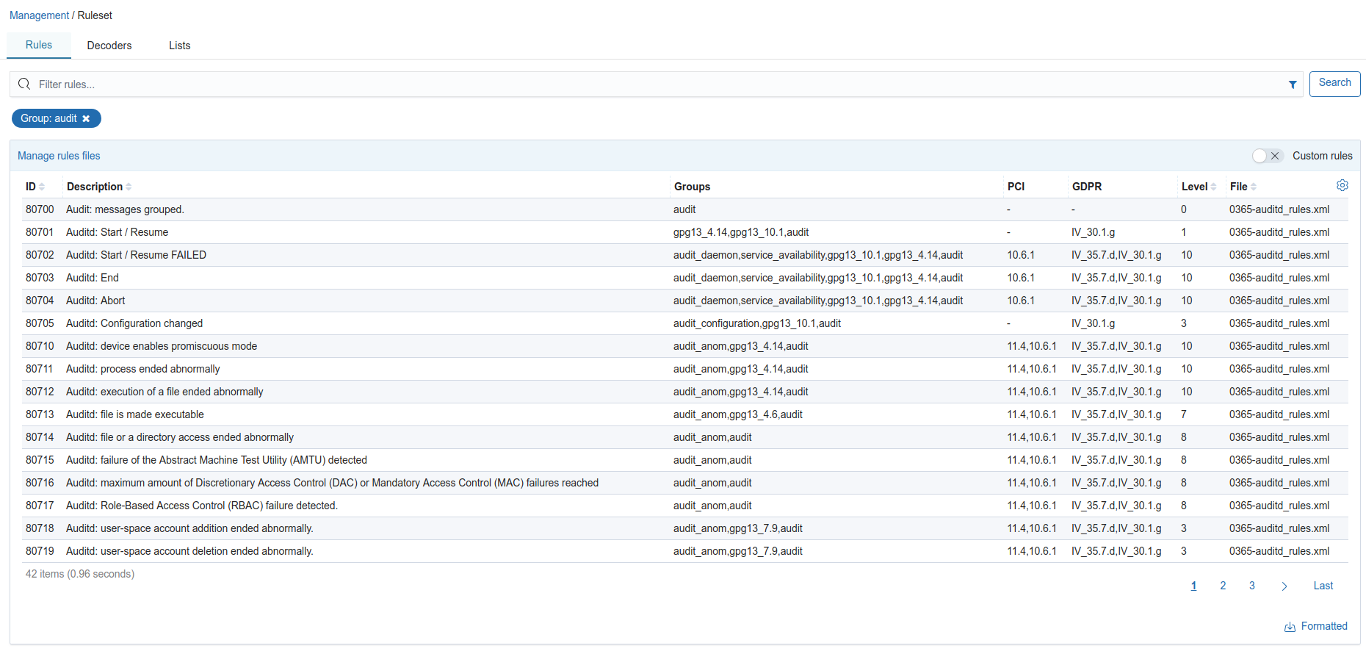 Management / Ruleset
Rules Decoders Lists
Filter rules... Search
Group: audit
Manage rules files Custom rules
ID Description Groups PCI GDPR Level File
80700 Audit: messages grouped. audit - - 0 0365-auditd_rules.xml
80701 Auditd: Start / Resume gpg13_4.14,gpg13_10.1,audit - IV_30.1.g 1 0365-auditd_rules.xml
80702 Auditd: Start / Resume FAILED audit_daemon,service_availability,gpg13_10.1,gpg13_4.14,audit 10.6.1 IV_35.7.d,IV_30.1.g 10 0365-auditd_rules.xml
80703 Auditd: End audit_daemon,service_availability,gpg13_10.1,gpg13_4.14,audit 10.6.1 IV_35.7.d,IV_30.1.g 10 0365-auditd_rules.xml
80704 Auditd: Abort audit_daemon,service_availability,gpg13_10.1,gpg13_4.14,audit 10.6.1 IV_35.7.d,IV_30.1.g 10 0365-auditd_rules.xml
80705 Auditd: Configuration changed audit_configuration,gpg13_10.1,audit - IV_30.1.g 3 0365-auditd_rules.xml
80710 Auditd: device enables promiscuous mode audit_anom,gpg13_4.14,audit 11.4,10.6.1 IV_35.7.d,IV_30.1.g 10 0365-auditd_rules.xml
80711 Auditd: process ended abnormally audit_anom,gpg13_4.14,audit 11.4,10.6.1 IV_35.7.d,IV_30.1.g 10 0365-auditd_rules.xml
80712 Auditd: execution of a file ended abnormally audit_anom,gpg13_4.14,audit 11.4,10.6.1 IV_35.7.d,IV_30.1.g 10 0365-auditd_rules.xml
80713 Auditd: file is made executable audit_anom,gpg13_4.6,audit 11.4,10.6.1 IV_35.7.d,IV_30.1.g 7 0365-auditd_rules.xml
80714 Auditd: file or a directory access ended abnormally audit_anom,audit 11.4,10.6.1 IV_35.7.d,IV_30.1.g 8 0365-auditd_rules.xml
80715 Auditd: failure of the Abstract Machine Test Utility (AMTU) detected audit_anom,audit 11.4,10.6.1 IV_35.7.d,IV_30.1.g 8 0365-auditd_rules.xml
80716 Auditd: maximum amount of Discretionary Access Control (DAC) or Mandatory Access Control (MAC) failures reached audit_anom,audit 11.4,10.6.1 IV_35.7.d,IV_30.1.g 8 0365-auditd_rules.xml
80717 Auditd: Role-Based Access Control (RBAC) failure detected. audit_anom,audit 11.4,10.6.1 IV_35.7.d,IV_30.1.g 8 0365-auditd_rules.xml
80718 Auditd: user-space account addition ended abnormally. audit_anom,gpg13_7.9,audit 11.4,10.6.1 IV_35.7.d,IV_30.1.g 3 0365-auditd_rules.xml
80719 Auditd: user-space account deletion ended abnormally. audit_anom,gpg13_7.9,audit 11.4,10.6.1 IV_35.7.d,IV_30.1.g 3 0365-auditd_rules.xml
42 items (0.96 seconds)
1 2 3 Last
Formatted